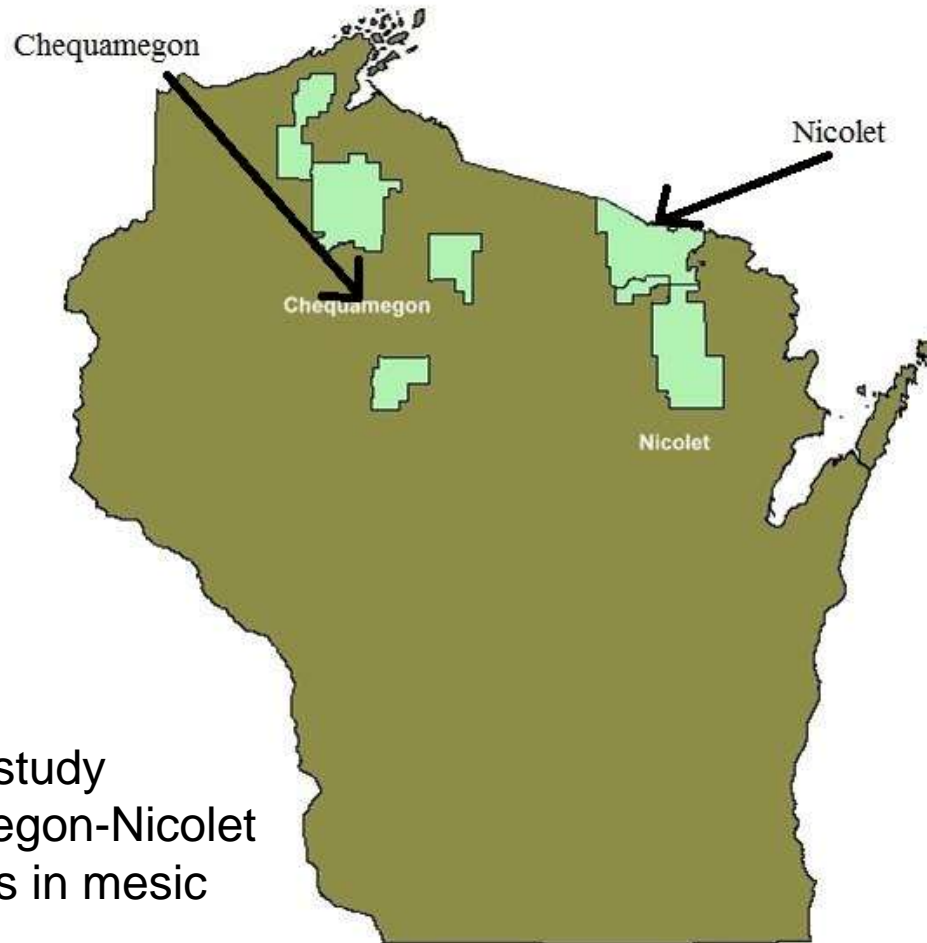 Chequamegon
Nicolet
Chequamegon
Nicolet
study
egon-Nicolet
s in mesic